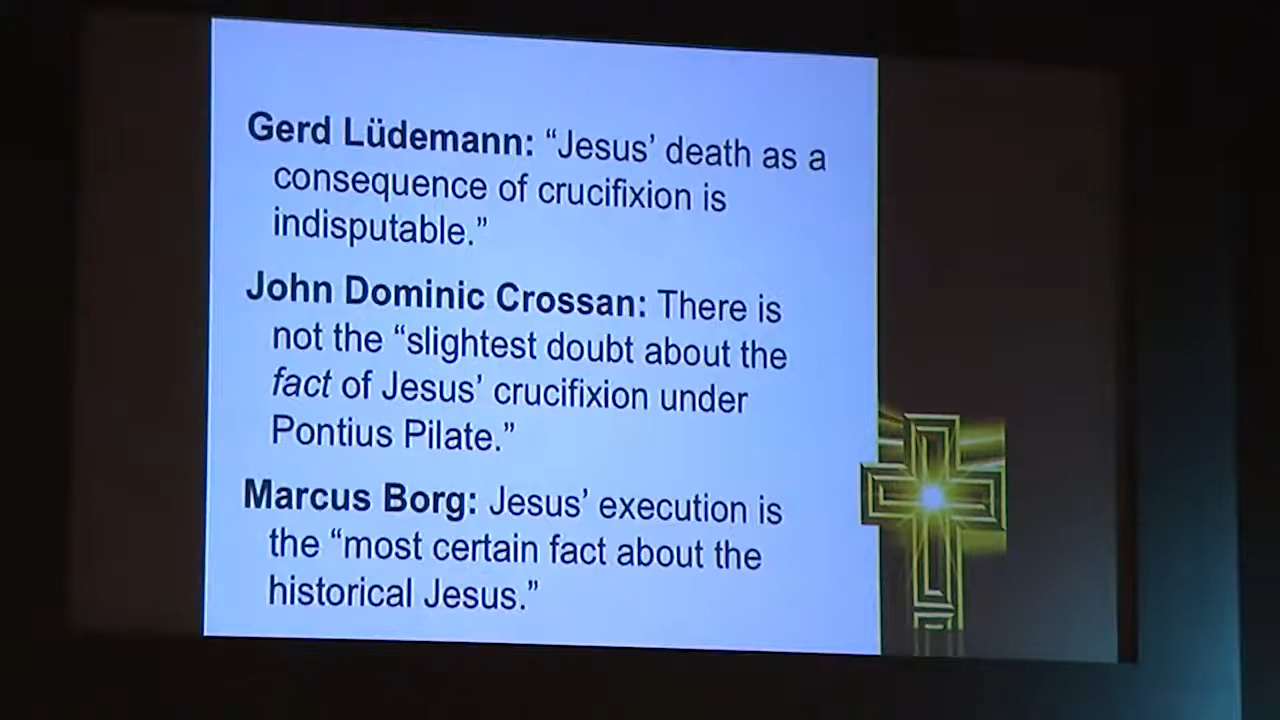 Gerd Lüdemann: “Jesus’ death as a
consequence of crucifixion is
indisputable.”
John Dominic Crossan: There is
not the “slightest doubt about the
fact of Jesus’ crucifixion under
Pontius Pilate.”
Marcus Borg: Jesus’ execution is
the “most certain fact about the
historical Jesus.”